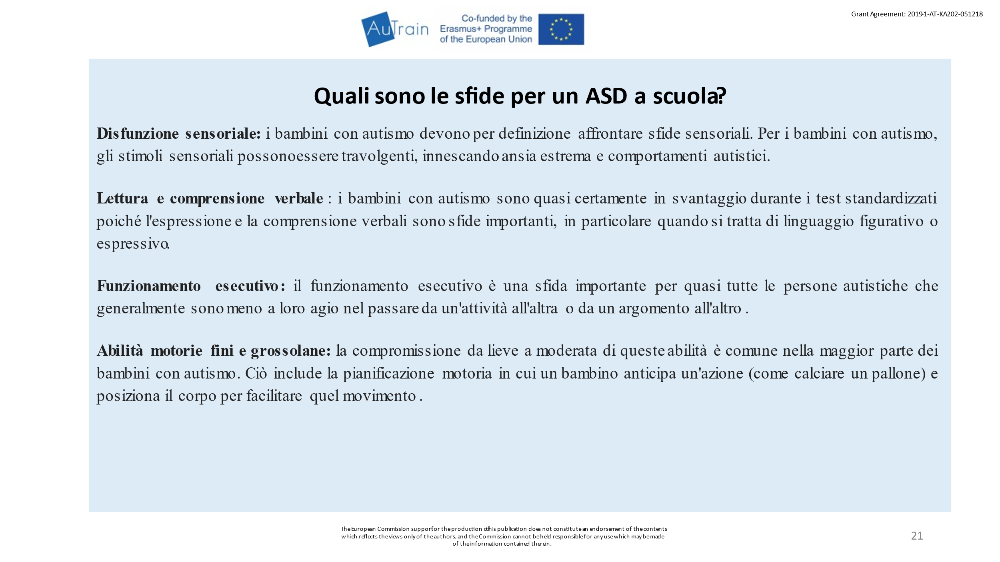 AuTrain
Co-funded by the
Erasmus+ Programme
of the European Union
Grant Agreement: 2019-1-AT-KA202-051218
Quali sono le sfide per un ASD a scuola?
Disfunzione sensoriale: i bambini con autismo devono per definizione affrontare sfide sensoriali. Per i bambini con autismo,
gli stimoli sensoriali possono essere travolgenti, innescando ansia estrema e comportamenti autistici.
Lettura e comprensione verbale : i bambini con autismo sono quasi certamente in svantaggio durante i test standardizzati
poiché l'espressione e la comprensione verbali sono sfide importanti, in particolare quando si tratta di linguaggio figurativo o
espressivo.
Funzionamento esecutivo: il funzionamento esecutivo è una sfida importante per quasi tutte le persone autistiche che
generalmente sono meno a loro agio nel passare da un'attività all'altra o da un argomento all'altro .
Abilità motorie fini e grossolane: la compromissione da lieve a moderata di queste abilità è comune nella maggior parte dei
bambini con autismo. Ciò include la pianificazione motoria in cui un bambino anticipa un'azione (come calciare un pallone) e
posiziona il corpo per facilitare quel movimento .
The European Commission support for the production of this publication does not constitute an endorsement of the contents
which reflects the views only of the authors, and the Commission cannot be held responsible for any use which may be made
of the information contained therein.
21